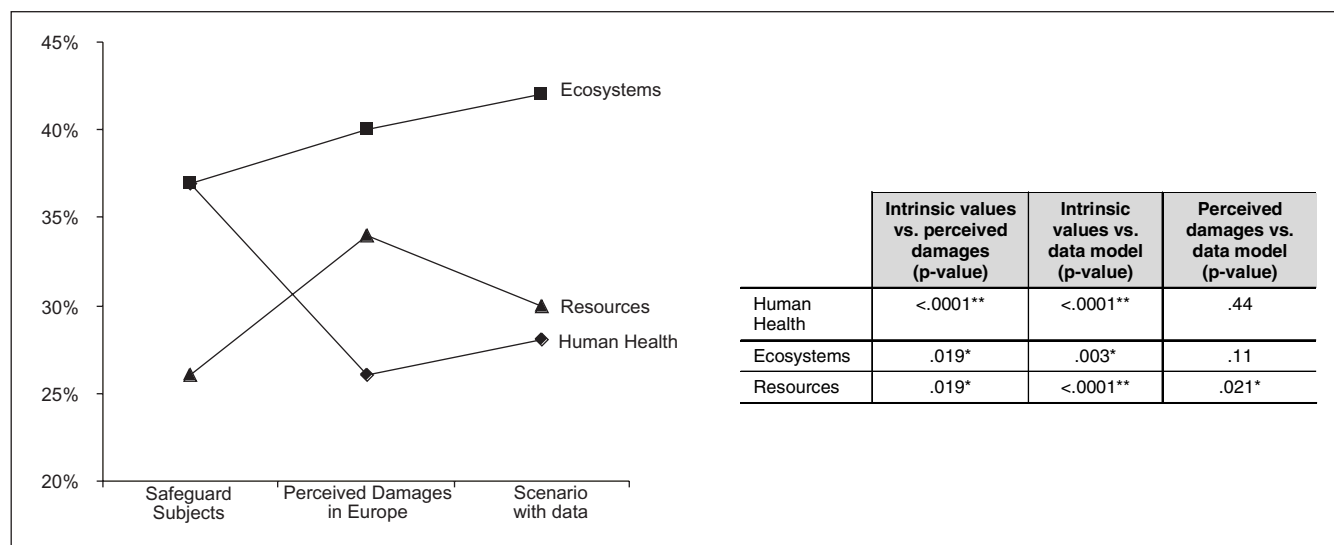 45%
40%
35%
30%
25%
20%
Ecosystems
Resources
Human Health
Safeguard
Subjects
Perceived Damages
in Europe
Scenario
with data
Intrinsic values
vs. perceived
damages
(p-value)
Intrinsic
values vs.
data model
(p-value)
Perceived
damages vs.
data model
(p-value)
Human
Health
<.0001**
<.0001**
.44
Ecosystems
.019*
.003*
.11
Resources
.019*
<.0001**
.021*